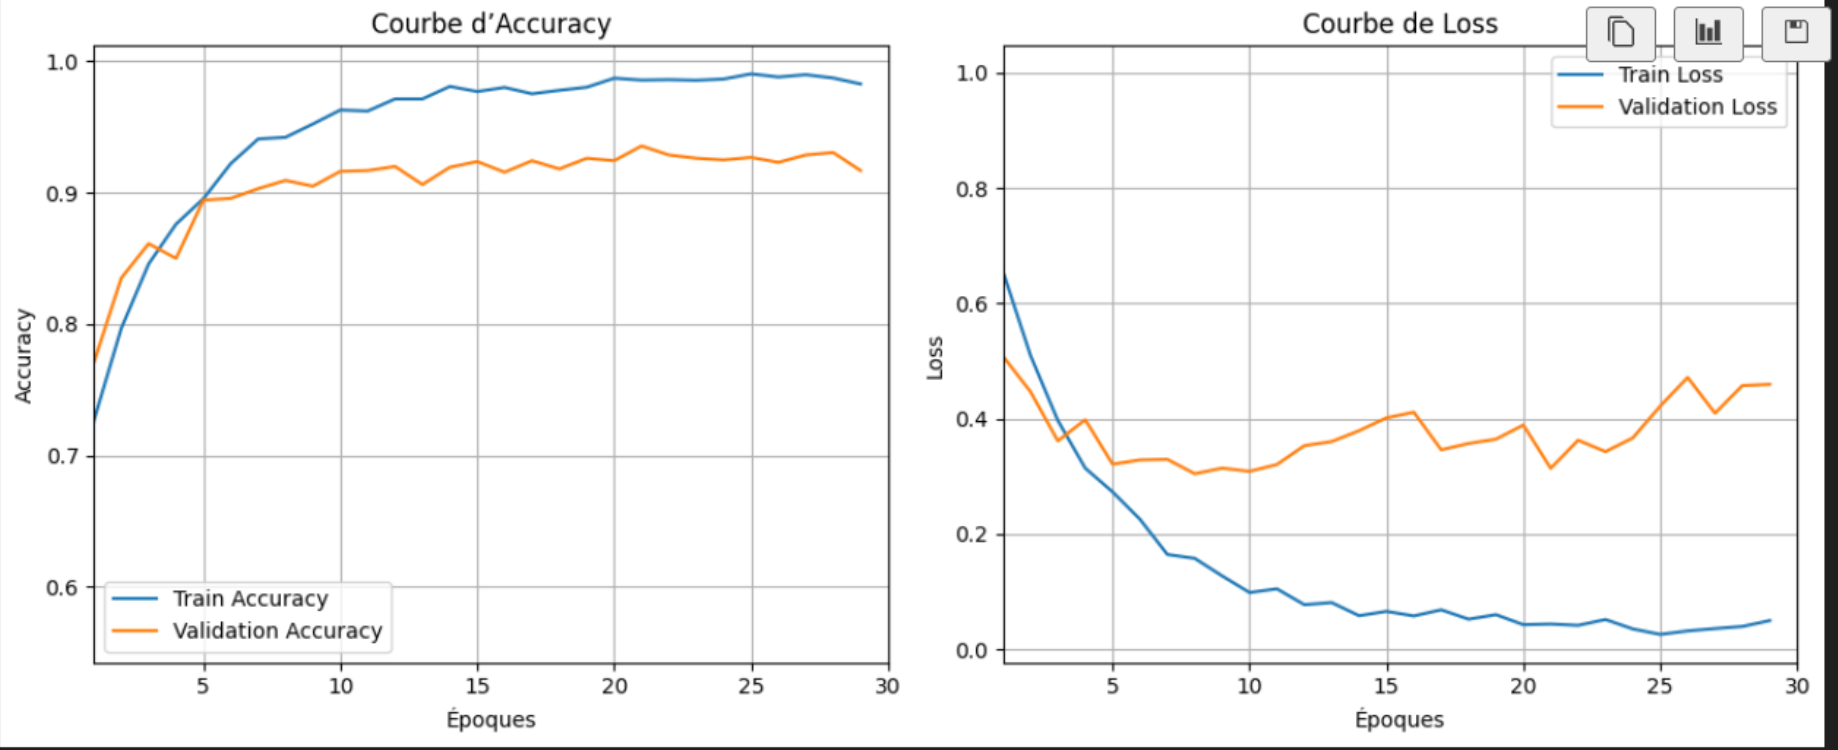 Courbe d’Accuracy
1.0
0.9
0.8
0.7
0.6
Accuracy
Train Accuracy
Validation Accuracy
5 10 15 20 25 30
Époques
Courbe de Loss
1.0
0.8
0.6
0.4
0.2
0.0
Loss
Train Loss
Validation Loss
5 10 15 20 25 30
Époques